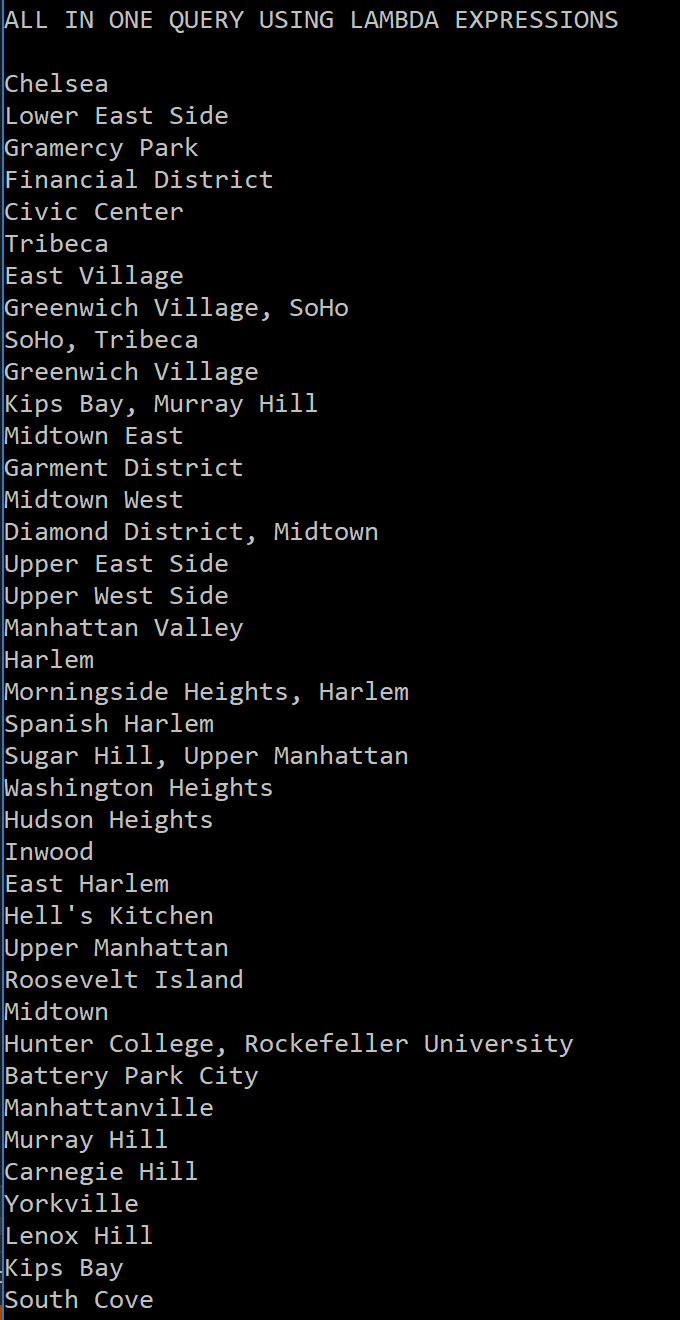 ALL IN ONE QUERY USING LAMBDA EXPRESSIONS
Chelsea
Lower East Side
Gramercy Park
Financial District
Civic Center
Tribeca
East Village
Greenwich Village, SoHo
SoHo, Tribeca
Greenwich Village
Kips Bay, Murray Hill
Midtown East
Garment District
Midtown West
Diamond District, Midtown
Upper East Side
Upper West Side
Manhattan Valley
Harlem
Morningside Heights, Harlem
Spanish Harlem
Sugar Hill, Upper Manhattan
Washington Heights
Hudson Heights
Inwood
East Harlem
Hell's Kitchen
Upper Manhattan
Roosevelt Island
Midtown
Hunter College, Rockefeller University
Battery Park City
Manhattanville
Murray Hill
Carnegie Hill
Yorkville
Lenox Hill
Kips Bay
South Cove